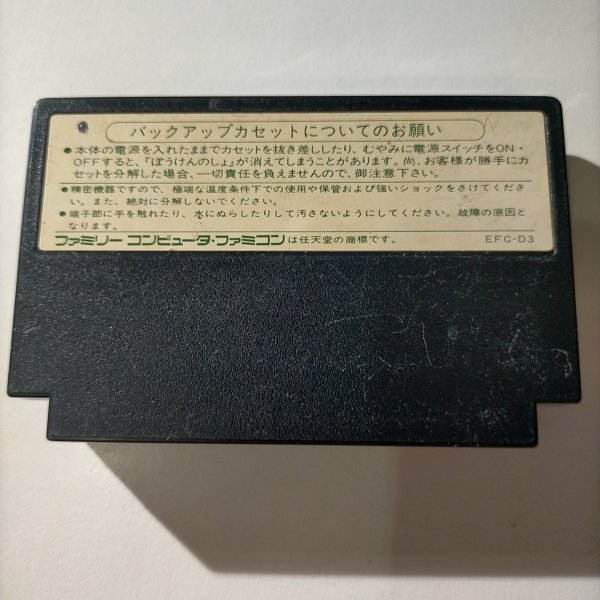 バックアップカセットについてのお願い
●本体の電源を入れたままでカセットを抜き差ししたり、むやみに電源スイッチをON・
OFFすると、『ぼうけんのしょ』が消えてしまうことがあります。尚、お客様が勝手にカ
セットを分解した場合、一切責任を負えませんので、御注意下さい。
●精密機器ですので、極端な温度条件下での使用や保管および強いショックをさけてくださ
い。また、絶対に分解しないでください。
●端子部に手を触れたり、水にぬらしたりして汚さないようにしてください。故障の原因と
なります。
ファミリー コンピュータ・ファミコンは任天堂の商標です。 EFC-D3